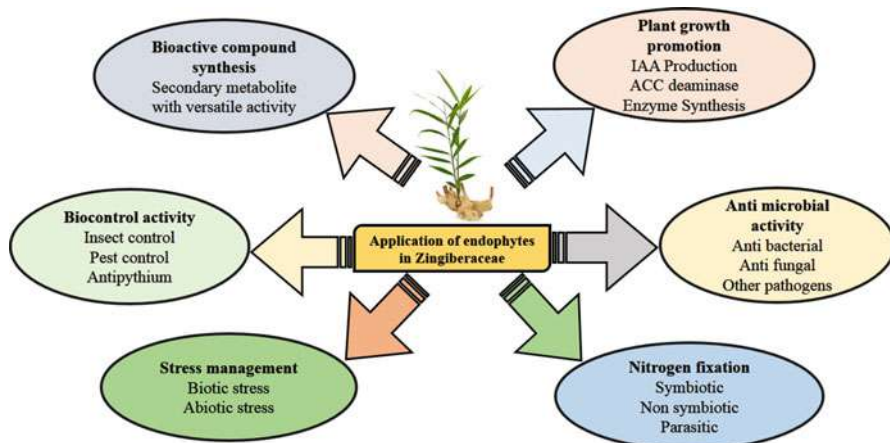 Bioactive compound
synthesis
Secondary metabolite
with versatile activity
Plant growth
promotion
IAA Production
ACC deaminase
Enzyme Synthesis
Biocontrol activity
Insect control
Pest control
Antipythium
Application of endophytes
in Zingiberaceae
Anti microbial
activity
Anti bacterial
Anti fungal
Other pathogens
Stress management
Biotic stress
Abiotic stress
Nitrogen fixation
Symbiotic
Non symbiotic
Parasitic